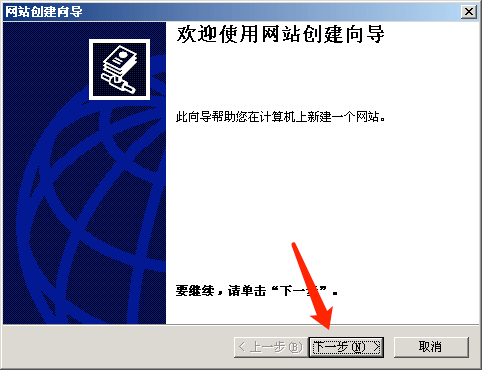 网站创建向导
欢迎使用网站创建向导
此向导帮助您在计算机上新建一个网站。
要继续，请单击“下一步”。
< 上一步(B)
下一步(N) >
取消